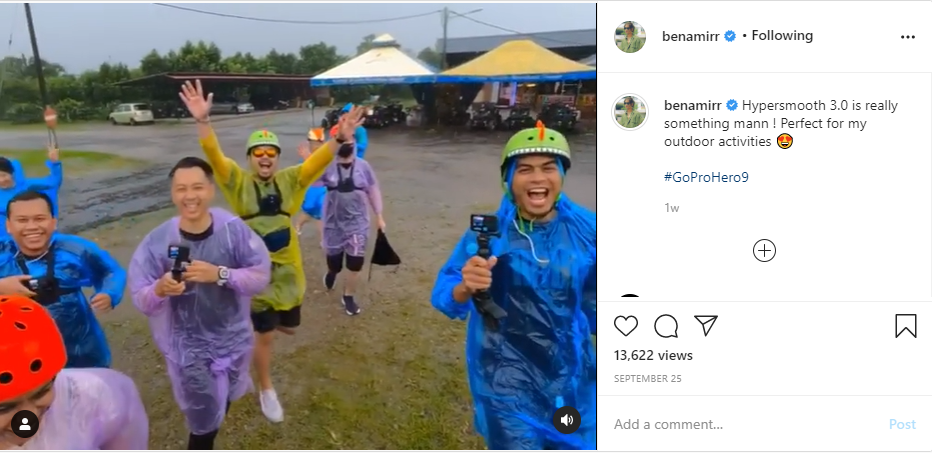 benamirr • Following
benamirr Hypersmooth 3.0 is really
something mann ! Perfect for my
outdoor activities 🤩
#GoProHero9
1w
13,622 views
SEPTEMBER 25
Add a comment...
Post